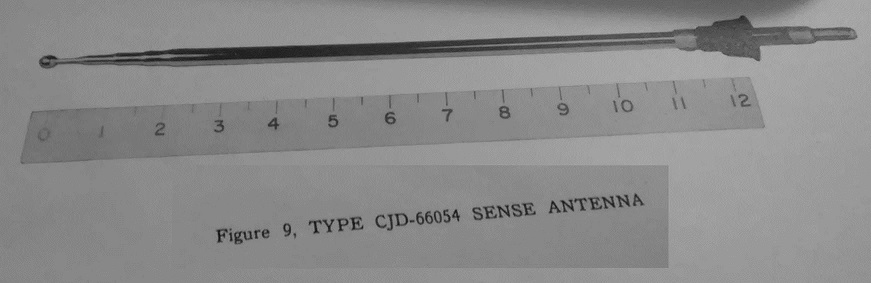 0 1 2 3 4 5 6 7 8 9 10 11 12
Figure 9, TYPE CJD-66054 SENSE ANTENNA